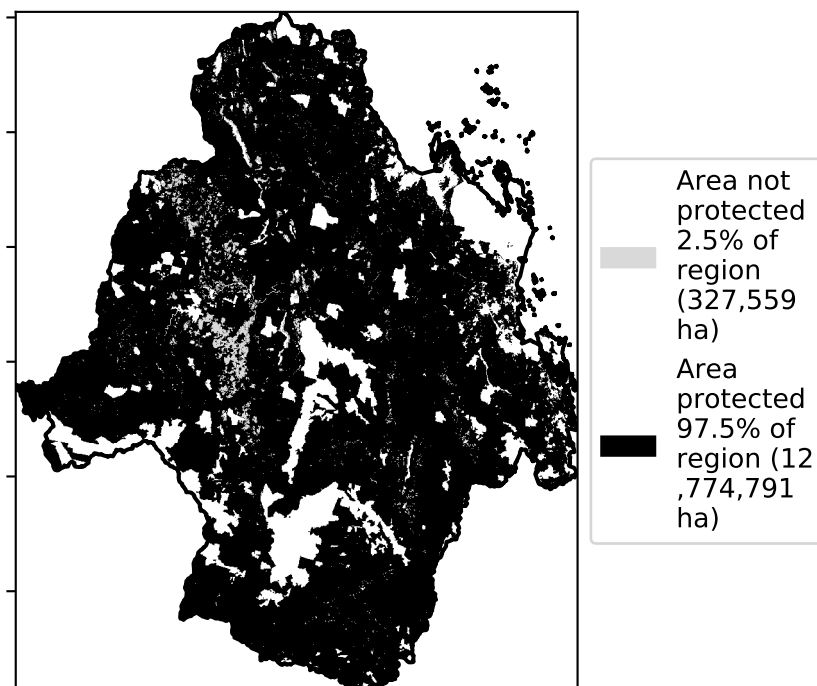 Area not
protected
2.5% of
region
(327,559
ha)
Area
protected
97.5% of
region (12
,774,791
ha)